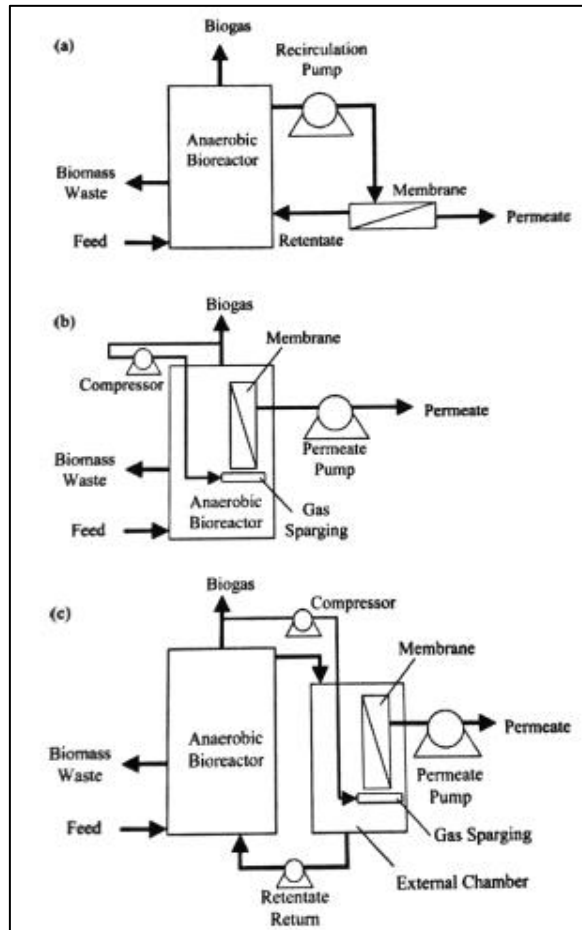 (a)
Biogas
Recirculation
Pump
Anaerobic
Bioreactor
Biomass
Waste
Membrane
Feed
Retentate
Permeate
(b)
Biogas
Membrane
Compressor
Permeate
Permeate
Pump
Biomass
Waste
Anaerobic
Bioreactor
Gas
Sparging
Feed
(c)
Biogas
Compressor
Membrane
Anaerobic
Bioreactor
Permeate
Biomass
Waste
Permeate
Pump
Feed
Gas Sparging
External Chamber
Retentate
Return